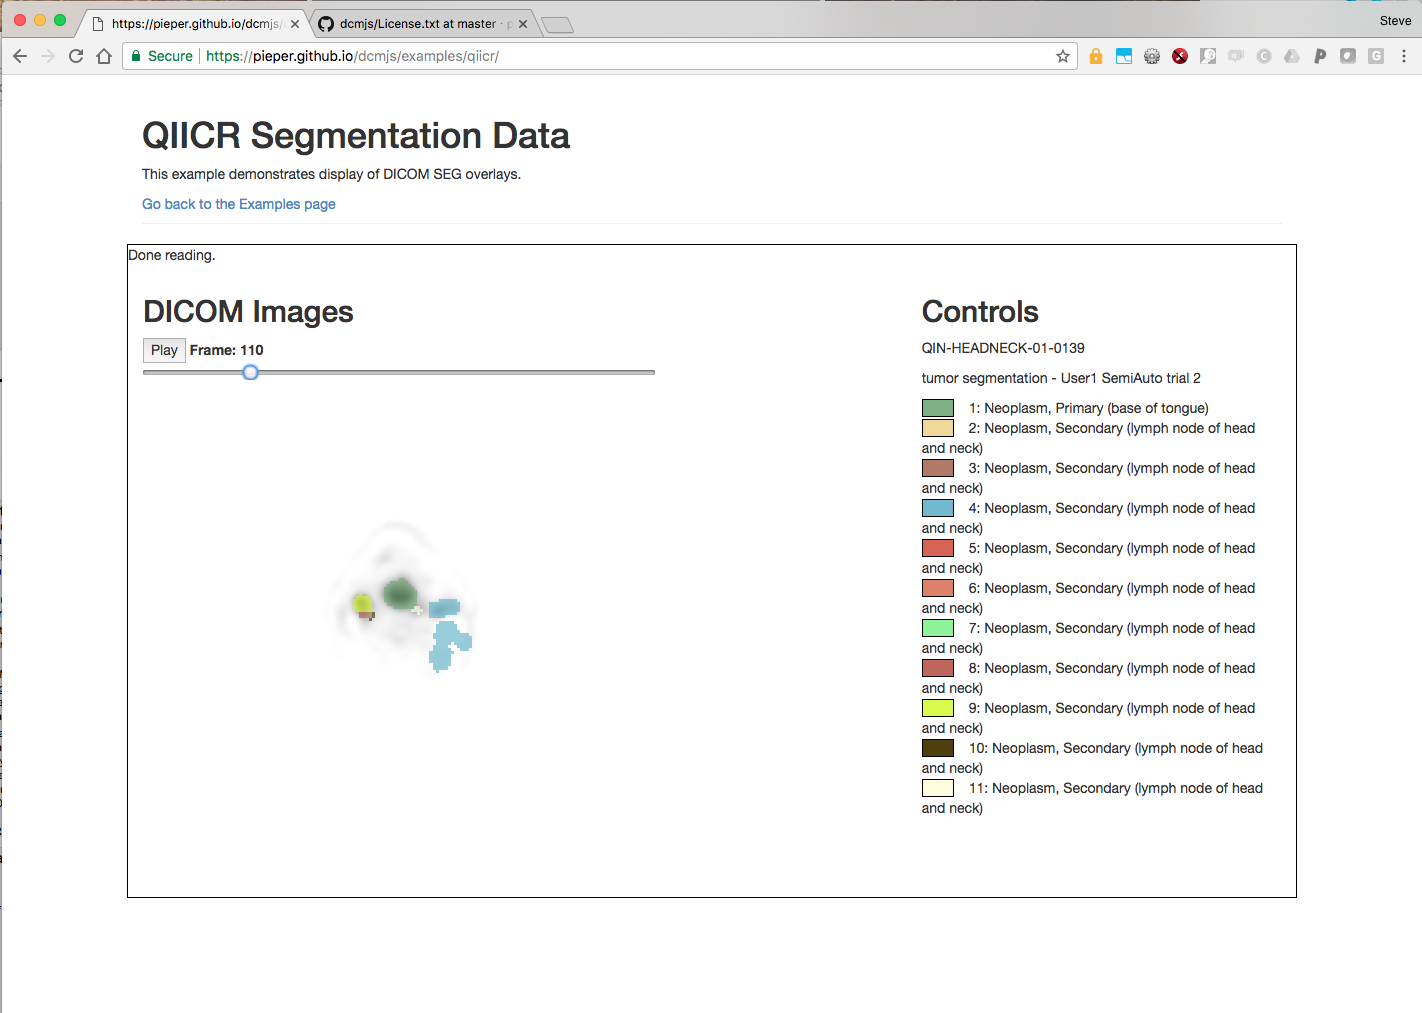 https://pieper.github.io/dcmjs/
dcmjs/License.txt at master
Steve
Secure
https://pieper.github.io/dcmjs/examples/qiicr/
QIICR Segmentation Data
This example demonstrates display of DICOM SEG overlays.
Go back to the Examples page
Done reading.
DICOM Images
Play Frame: 110
Controls
QIN-HEADNECK-01-0139
tumor segmentation - User1 SemiAuto trial 2
1: Neoplasm, Primary (base of tongue)
2: Neoplasm, Secondary (lymph node of head
and neck)
3: Neoplasm, Secondary (lymph node of head
and neck)
4: Neoplasm, Secondary (lymph node of head
and neck)
5: Neoplasm, Secondary (lymph node of head
and neck)
6: Neoplasm, Secondary (lymph node of head
and neck)
7: Neoplasm, Secondary (lymph node of head
and neck)
8: Neoplasm, Secondary (lymph node of head
and neck)
9: Neoplasm, Secondary (lymph node of head
and neck)
10: Neoplasm, Secondary (lymph node of head
and neck)
11: Neoplasm, Secondary (lymph node of head
and neck)